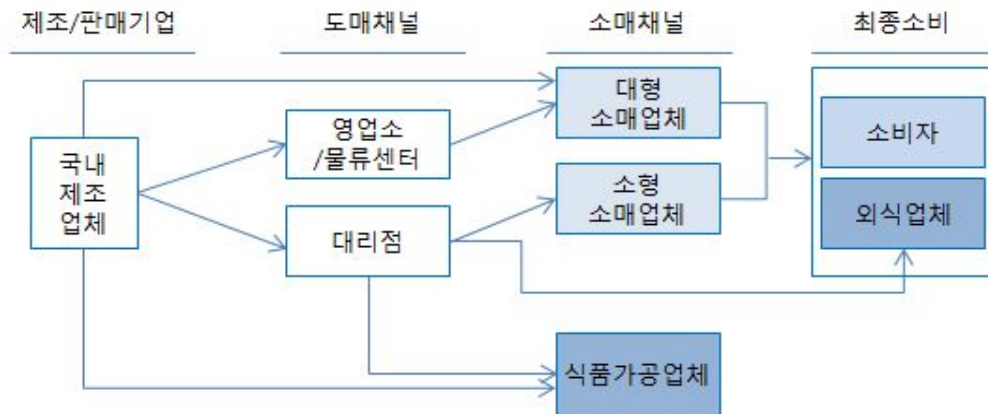 제조/판매기업
도매채널
소매채널
최종소비
국내
제조
업체
영업소
/물류센터
대리점
대형
소매업체
소형
소매업체
소비자
외식업체
식품가공업체